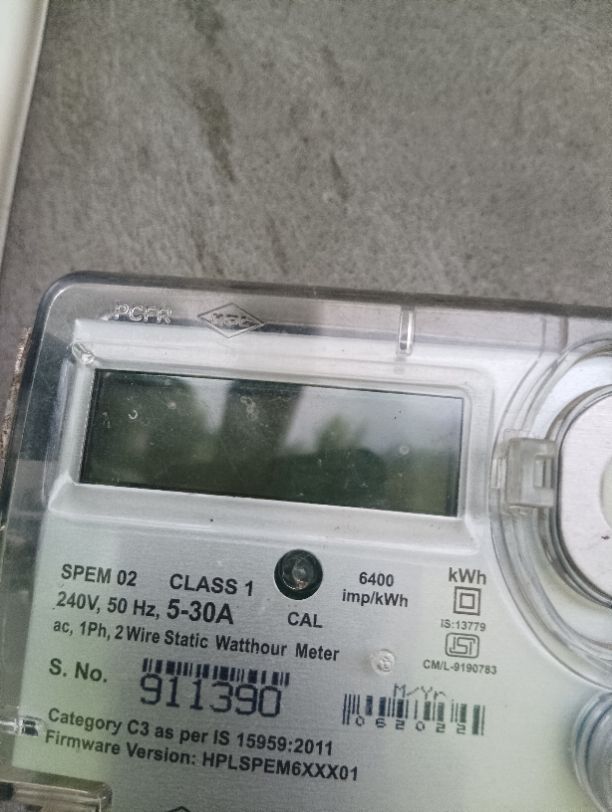 PCFR
SPEM 02 CLASS 1
6400
imp/kWh
kWh
240V, 50 Hz, 5-30A
CAL
IS:13779
ac, 1Ph, 2 Wire Static Watthour Meter
CM/L-9190783
S. No.
911390
M/Yr
062022
Category C3 as per IS 15959:2011
Firmware Version: HPLSPEM6XXX01